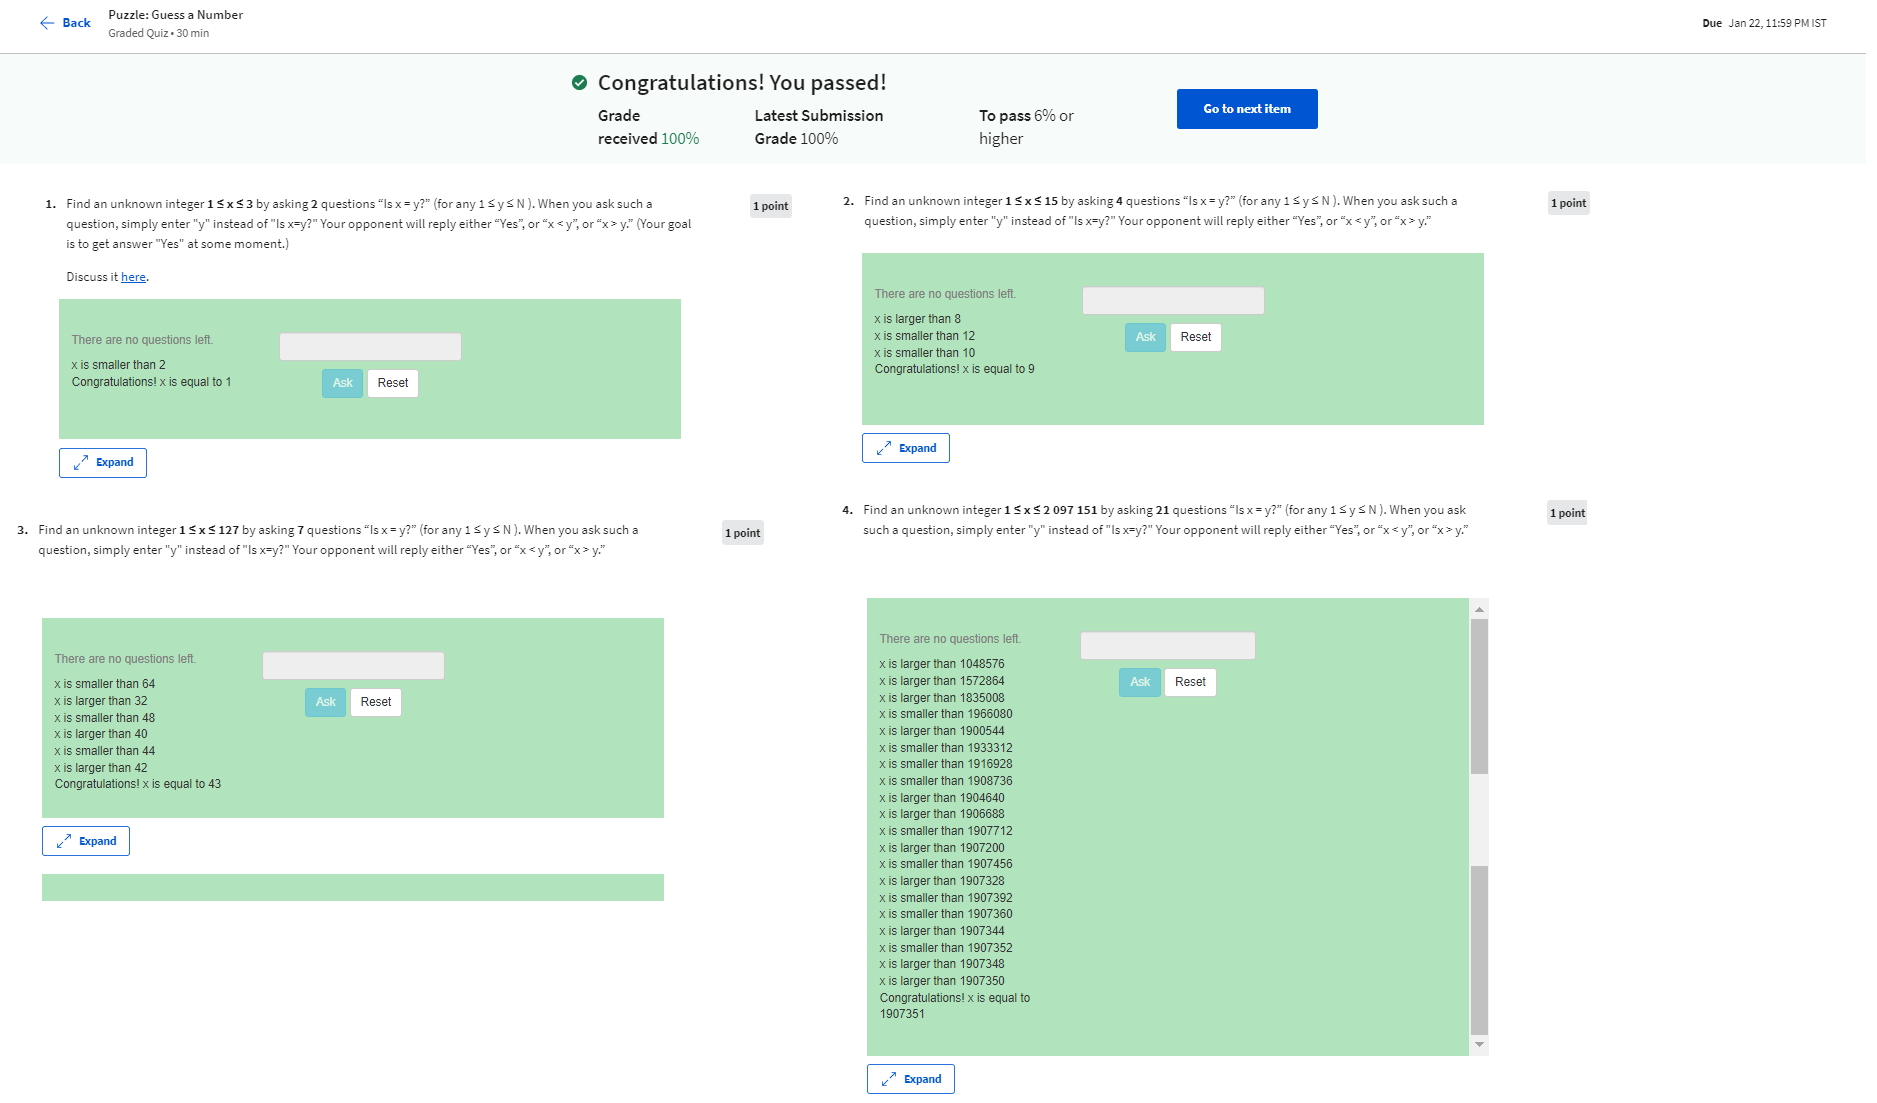 Back
Puzzle: Guess a Number
Graded Quiz • 30 min
Due Jan 22, 11:59 PM IST
Congratulations! You passed!
Grade received 100%
Latest Submission Grade 100%
To pass 6% or higher
Go to next item
1. Find an unknown integer 1 ≤ x ≤ 3 by asking 2 questions “Is x = y?” (for any 1 ≤ y ≤ N ). When you ask such a
question, simply enter "y" instead of "Is x=y?" Your opponent will reply either “Yes”, or “x < y”, or “x > y.” (Your goal
is to get answer "Yes" at some moment.)
1 point
Discuss it here.
There are no questions left.
x is smaller than 2
Congratulations! x is equal to 1
Ask
Reset
Expand
2. Find an unknown integer 1 ≤ x ≤ 15 by asking 4 questions “Is x = y?” (for any 1 ≤ y ≤ N ). When you ask such a
question, simply enter "y" instead of "Is x=y?" Your opponent will reply either “Yes”, or “x < y”, or “x > y.”
1 point
There are no questions left.
x is larger than 8
x is smaller than 12
x is smaller than 10
Congratulations! x is equal to 9
Ask
Reset
Expand
3. Find an unknown integer 1 ≤ x ≤ 127 by asking 7 questions “Is x = y?” (for any 1 ≤ y ≤ N ). When you ask such a
question, simply enter "y" instead of "Is x=y?" Your opponent will reply either “Yes”, or “x < y”, or “x > y.”
1 point
There are no questions left.
x is smaller than 64
x is larger than 32
x is smaller than 48
x is larger than 40
x is smaller than 44
x is larger than 42
Congratulations! x is equal to 43
Ask
Reset
Expand
4. Find an unknown integer 1 ≤ x ≤ 2 097 151 by asking 21 questions “Is x = y?” (for any 1 ≤ y ≤ N ). When you ask
such a question, simply enter "y" instead of "Is x=y?" Your opponent will reply either “Yes”, or “x < y”, or “x > y.”
1 point
There are no questions left.
x is larger than 1048576
x is larger than 1572864
x is larger than 1835008
x is smaller than 1966080
x is larger than 1900544
x is smaller than 1933312
x is smaller than 1916928
x is smaller than 1908736
x is larger than 1904640
x is larger than 1906688
x is smaller than 1907712
x is larger than 1907200
x is smaller than 1907456
x is larger than 1907328
x is smaller than 1907392
x is smaller than 1907360
x is larger than 1907344
x is smaller than 1907352
x is larger than 1907348
x is larger than 1907350
Congratulations! x is equal to
1907351
Ask
Reset
Expand